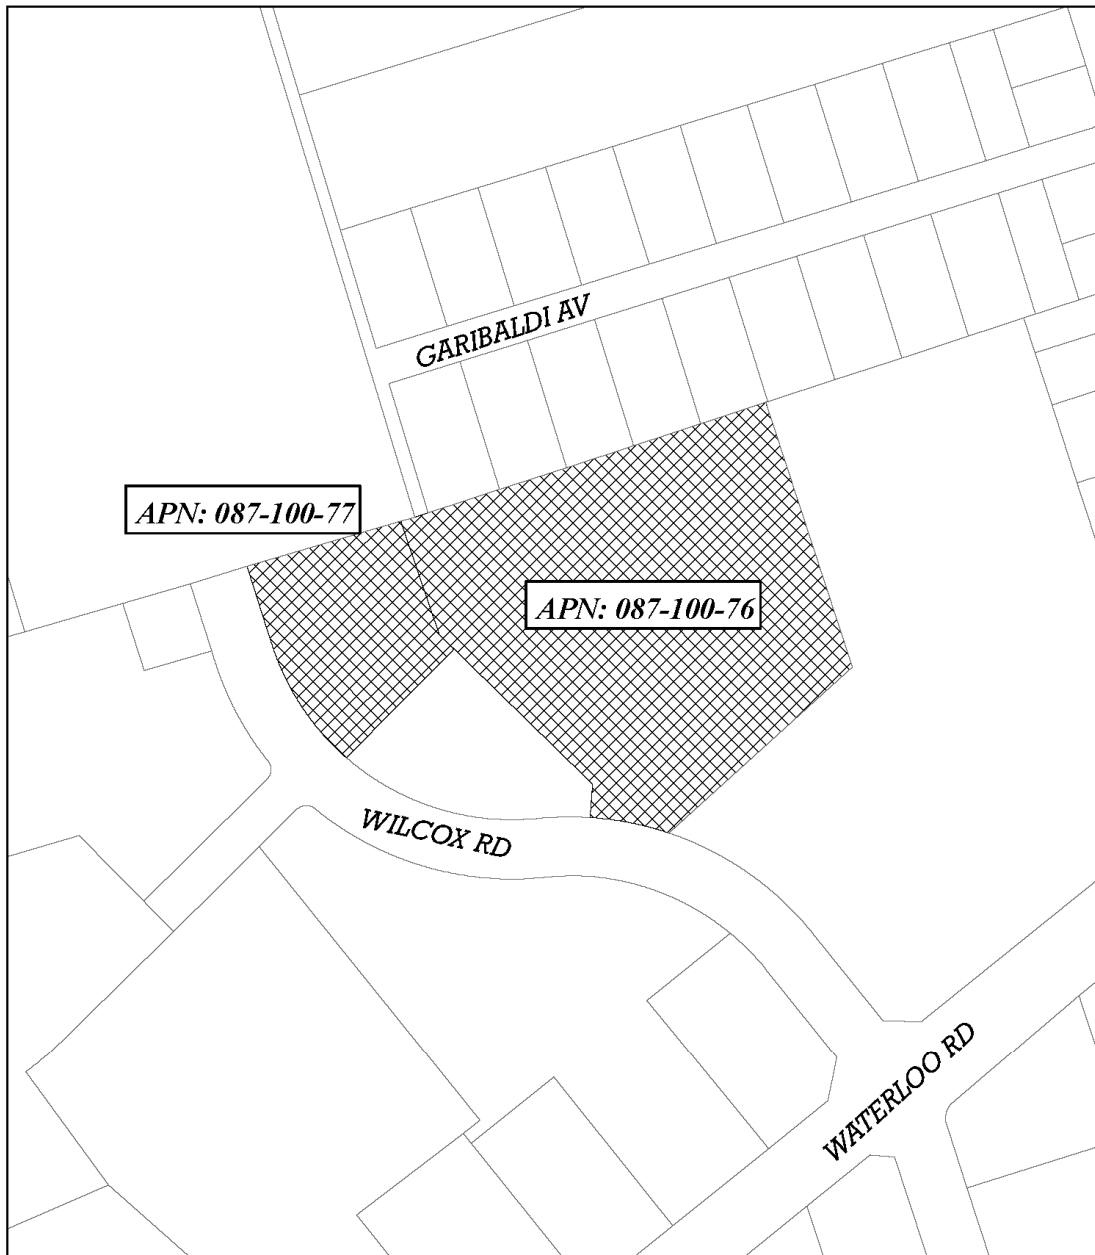 GARIBALDI AV
APN: 087-100-77
APN: 087-100-76
WILCOX RD
WATERLOO RD